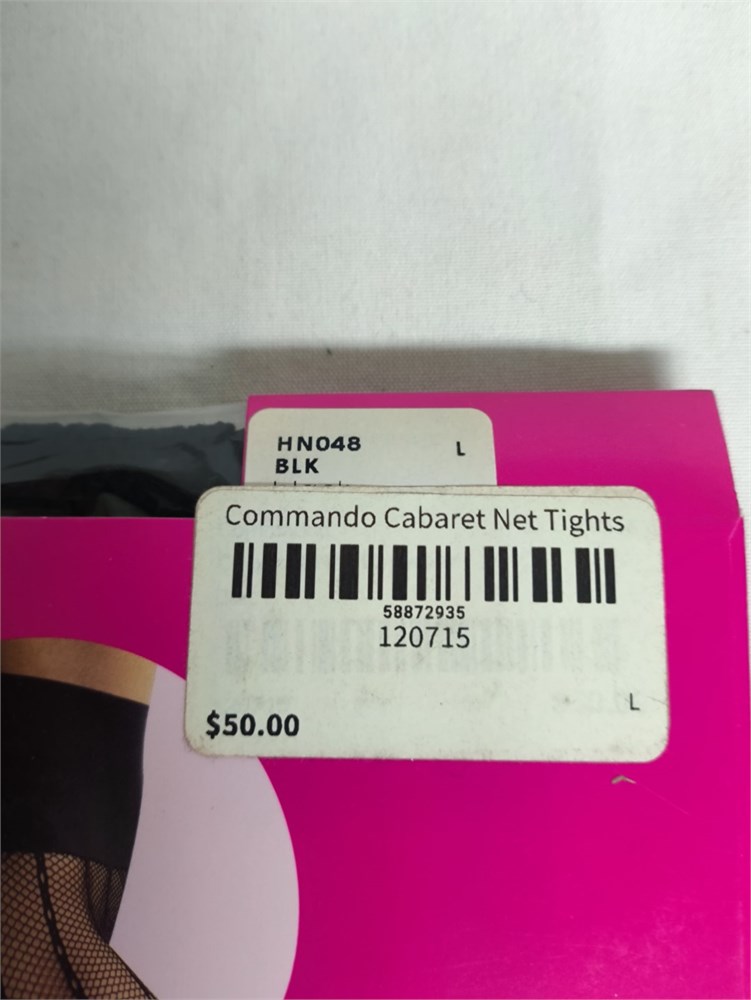 HN048 L
BLK
Commando Cabaret Net Tights
58872935
120715
L
$50.00